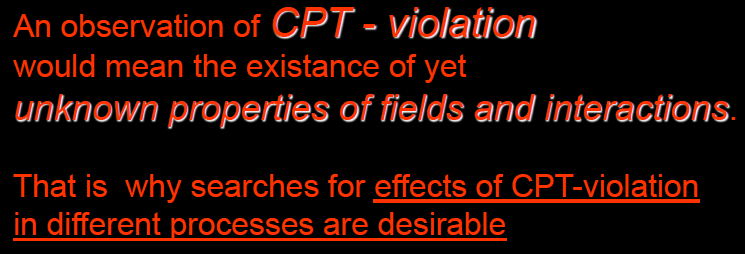 An observation of CPT - violation
would mean the existance of yet
unknown properties of fields and interactions.
That is  why searches for effects of CPT-violation
in different processes are desirable